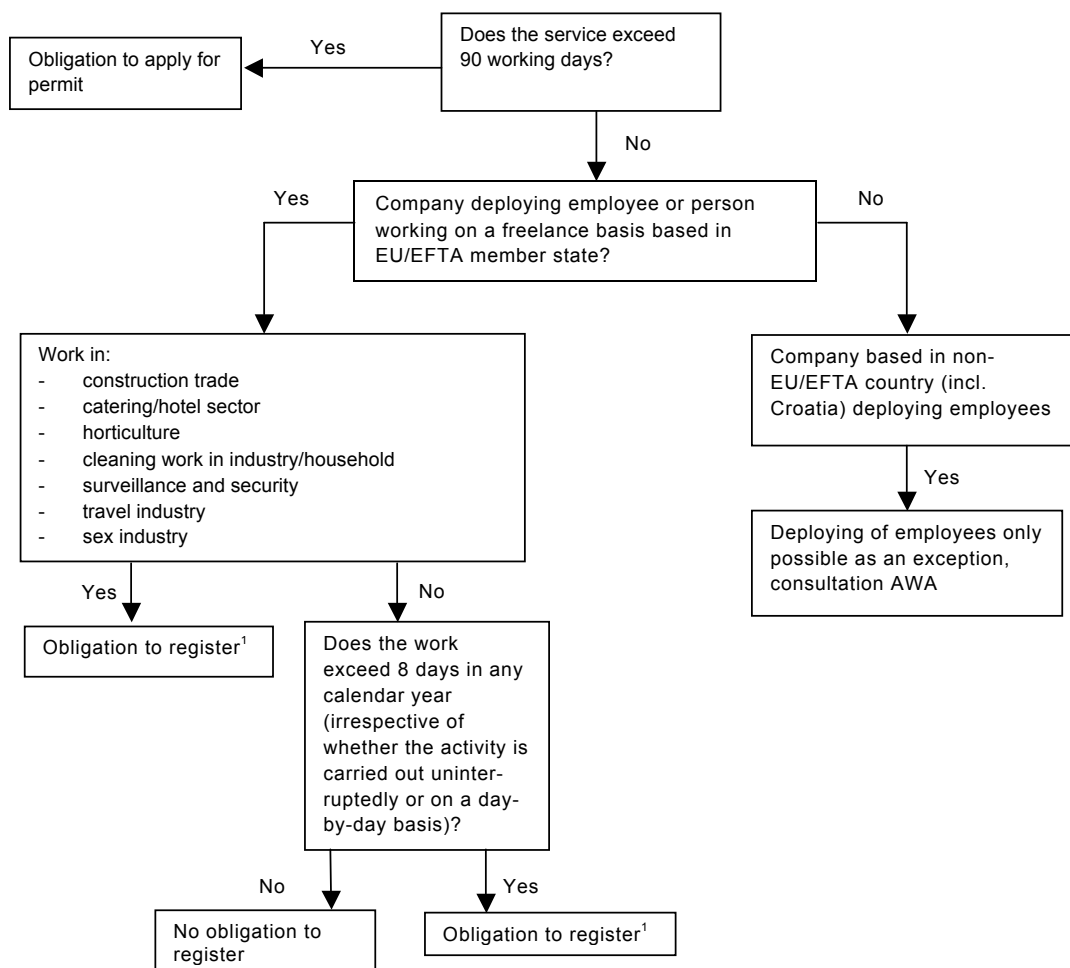 Does the service exceed
90 working days?
Yes
Obligation to apply for
permit
No
Yes
Company deploying employee or person
working on a freelance basis based in
EU/EFTA member state?
No
Work in:
- construction trade
- catering/hotel sector
- horticulture
- cleaning work in industry/household
- surveillance and security
- travel industry
- sex industry
Company based in non-
EU/EFTA country (incl.
Croatia) deploying employees
Yes
Deploying of employees only
possible as an exception,
consultation AWA
Yes
No
Obligation to register¹
Does the work
exceed 8 days in any
calendar year
(irrespective of
whether the activity is
carried out uninter-
ruptedly or on a day-
by-day basis)?
No
Yes
No obligation to
register
Obligation to register¹